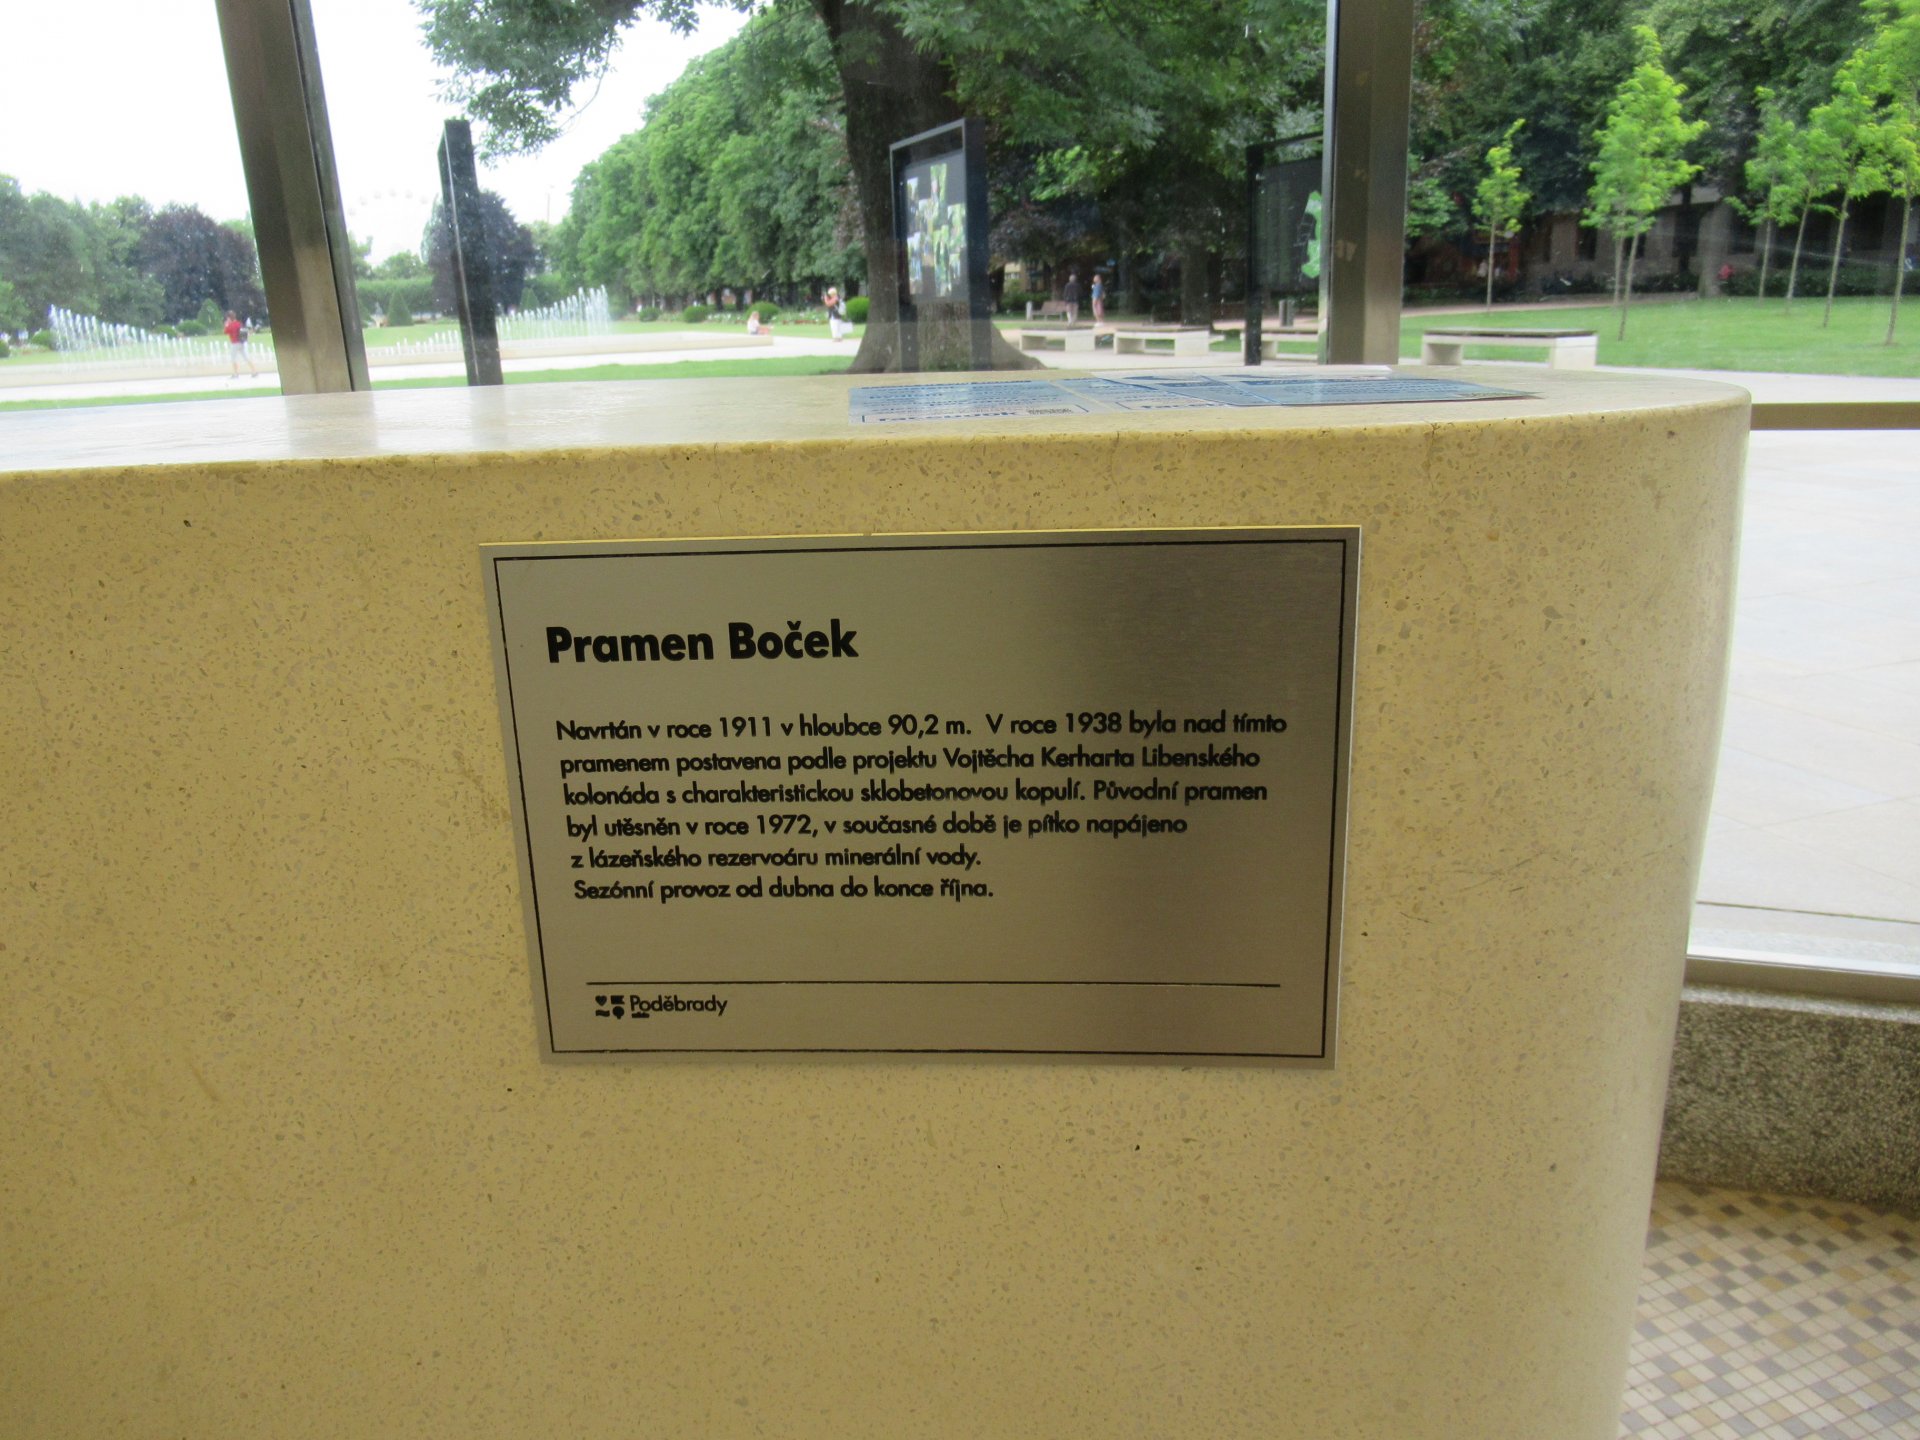 Pramen Boček
Navrtán v roce 1911 v hloubce 90,2 m. V roce 1938 byla nad tímto
pramenem postavena podle projektu Vojtěcha Kerharta Libenského
kolonáda s charakteristickou sklobetonovou kopulí. Původní pramen
byl utěsněn v roce 1972, v současné době je pítko napájeno
z lázeňského rezervoáru minerální vody.
Sezónní provoz od dubna do konce října.
Poděbrady